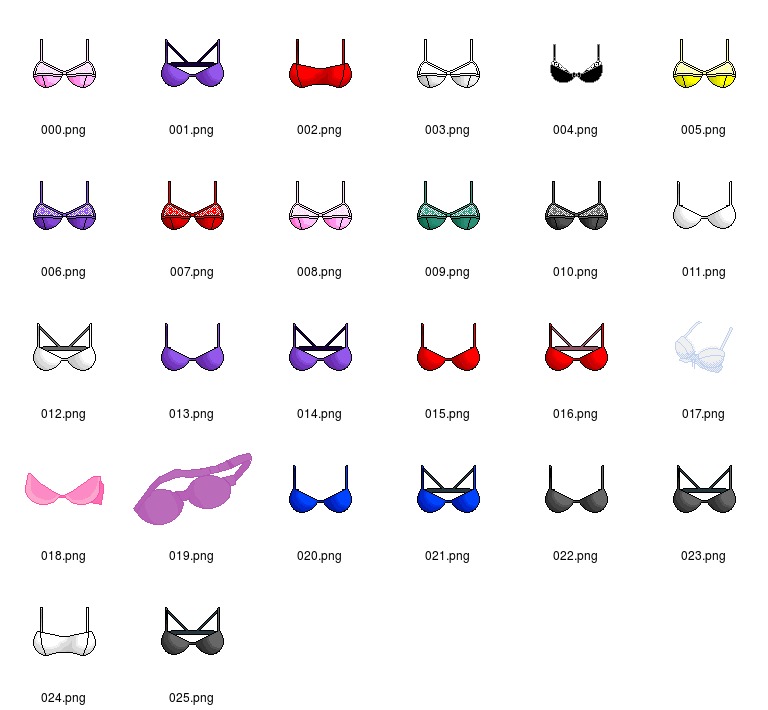 000.png 001.png 002.png 003.png 004.png 005.png
006.png 007.png 008.png 009.png 010.png 011.png
012.png 013.png 014.png 015.png 016.png 017.png
018.png 019.png 020.png 021.png 022.png 023.png
024.png 025.png